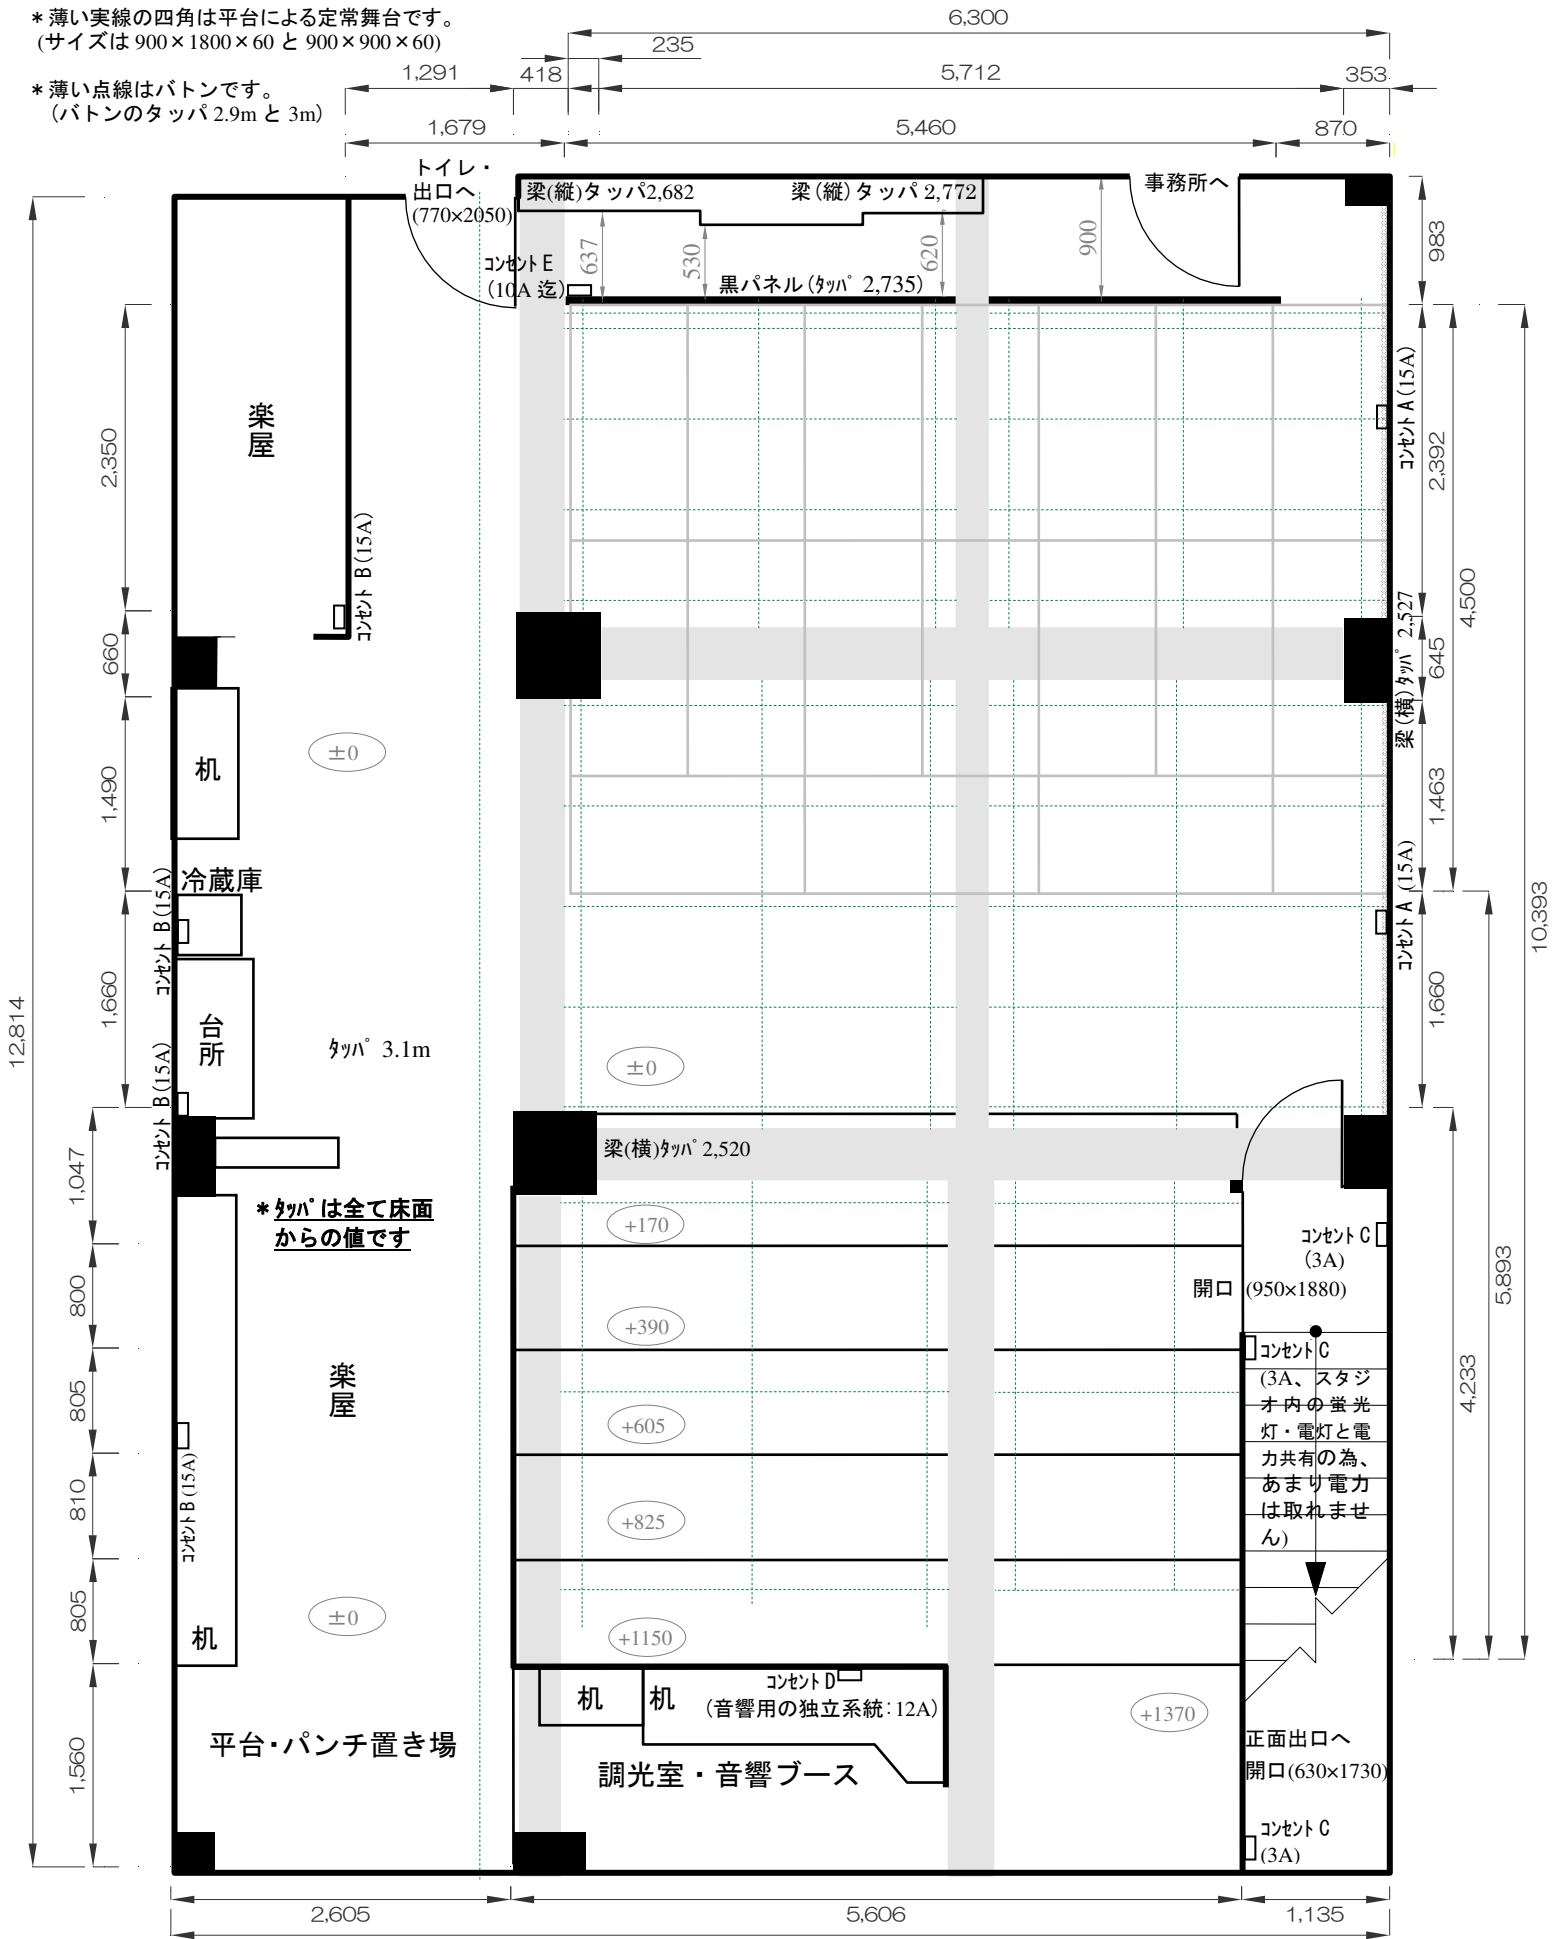 ＊薄い実線の四角は平台による定常舞台です。
(サイズは 900×1800×60 と 900×900×60)
＊薄い点線はバトンです。
(バトンのタッパ 2.9m と 3m)
6,300
235
1,291
418
5,712
353
1,679
5,460
870
トイレ・
出口へ
(770×2050)
梁(縦)タッパ2,682
梁(縦)タッパ 2,772
事務所へ
983
637
530
620
900
ｺﾝｾﾝﾄ E
(10A 迄)
黒パネル(ﾀｯﾊﾟ 2,735)
楽屋
2,350
ｺﾝｾﾝﾄ B(15A)
ｺﾝｾﾝﾄ A(15A)
2,392
4,500
660
梁(横)ﾀｯﾊﾟ 2,527
645
±0
机
1,490
1,463
冷蔵庫
ｺﾝｾﾝﾄ B(15A)
ｺﾝｾﾝﾄ A (15A)
10,393
1,660
1,660
12,814
台所
ﾀｯﾊﾟ 3.1m
±0
ｺﾝｾﾝﾄ B(15A)
梁(横)ﾀｯﾊﾟ 2,520
1,047
＊ﾀｯﾊﾟは全て床面
からの値です
+170
ｺﾝｾﾝﾄ C
(3A)
開口 (950×1880)
800
+390
5,893
ｺﾝｾﾝﾄ C
(3A、スタジ
オ内の蛍光
灯・電灯と電
力共有の為、
あまり電力
は取れませ
ん)
楽屋
805
+605
4,233
ｺﾝｾﾝﾄ B(15A)
810
+825
805
±0
+1150
机
机
机
ｺﾝｾﾝﾄ D
(音響用の独立系統:12A)
+1370
平台・パンチ置き場
1,560
調光室・音響ブース
正面出口へ
開口(630×1730)
ｺﾝｾﾝﾄ C
(3A)
2,605
5,606
1,135